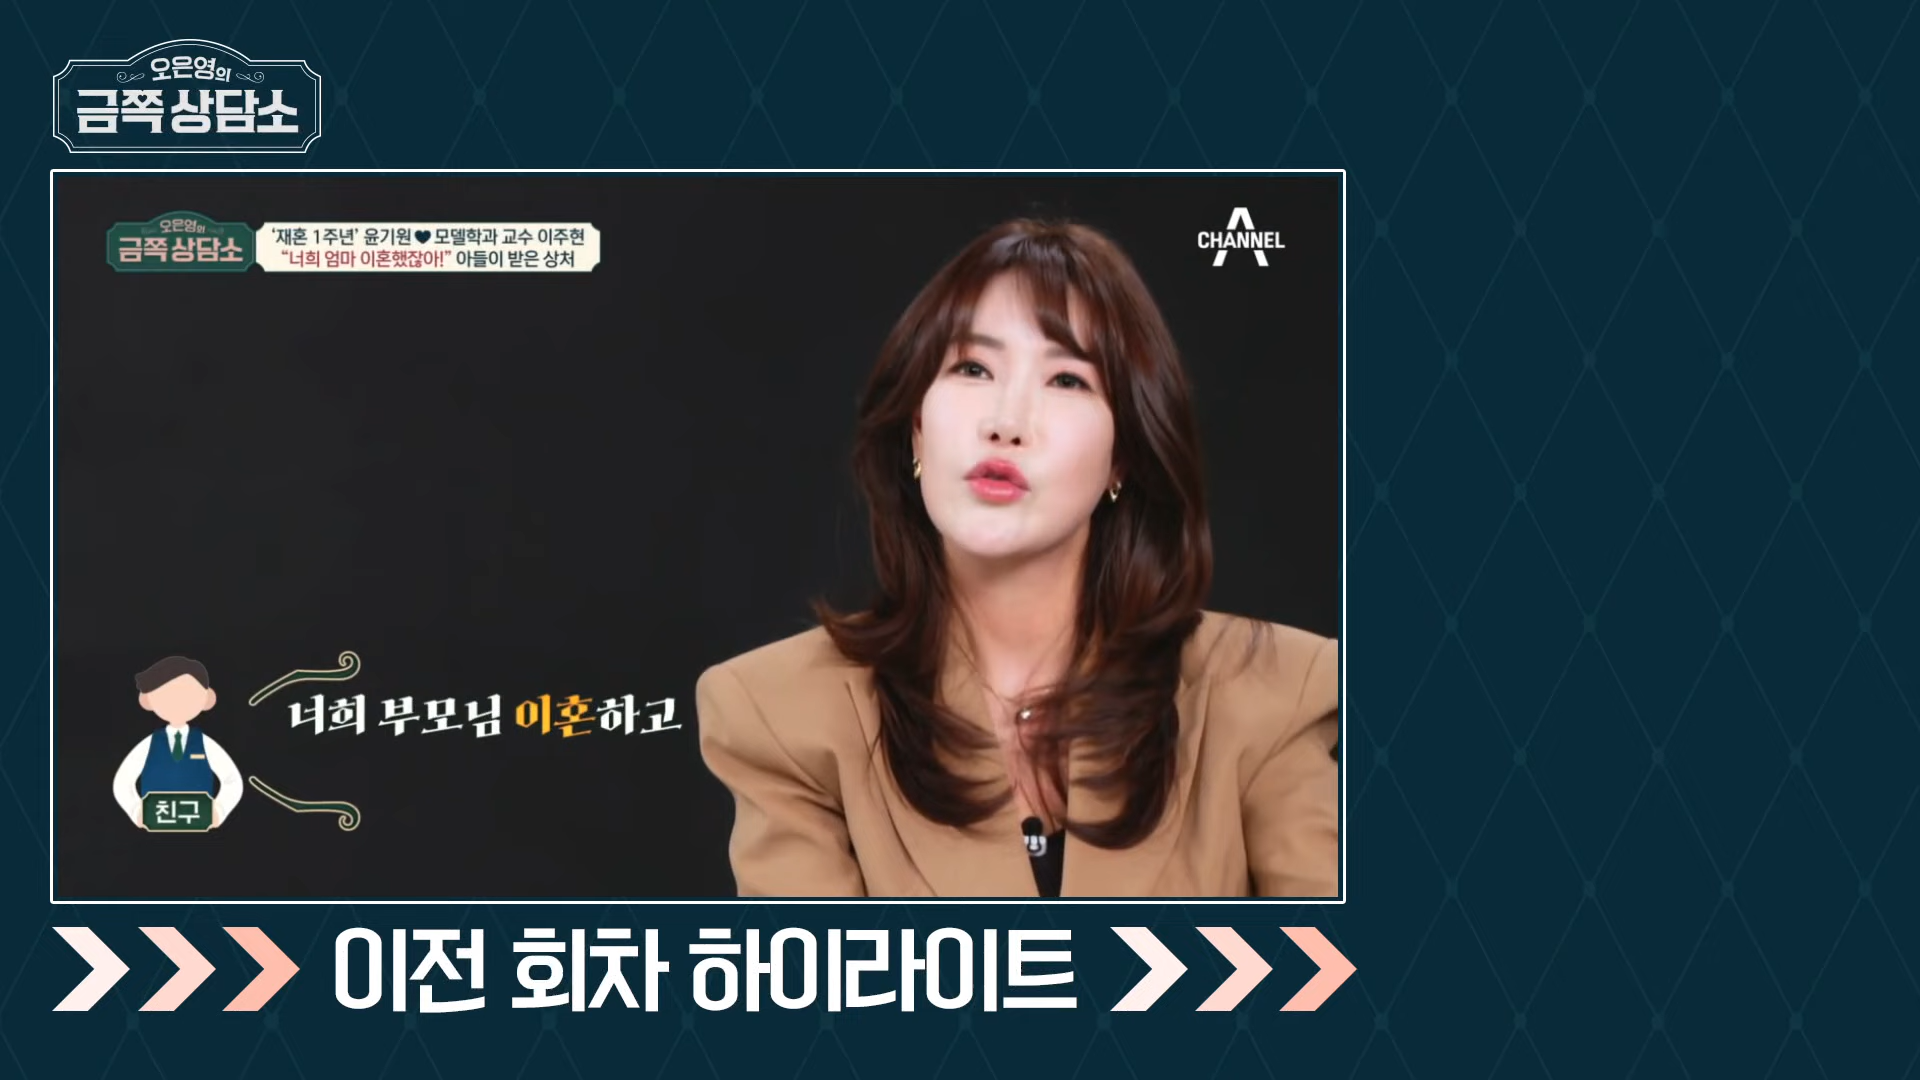 오은영의
금쪽 상담소
오은영의
금쪽 상담소
‘재혼 1주년’ 윤기원♥모델학과 교수 이주현
“너희 엄마 이혼했잖아!” 아들이 받은 상처
CHANNEL A
너희 부모님 이혼하고
친구
이전 회차 하이라이트